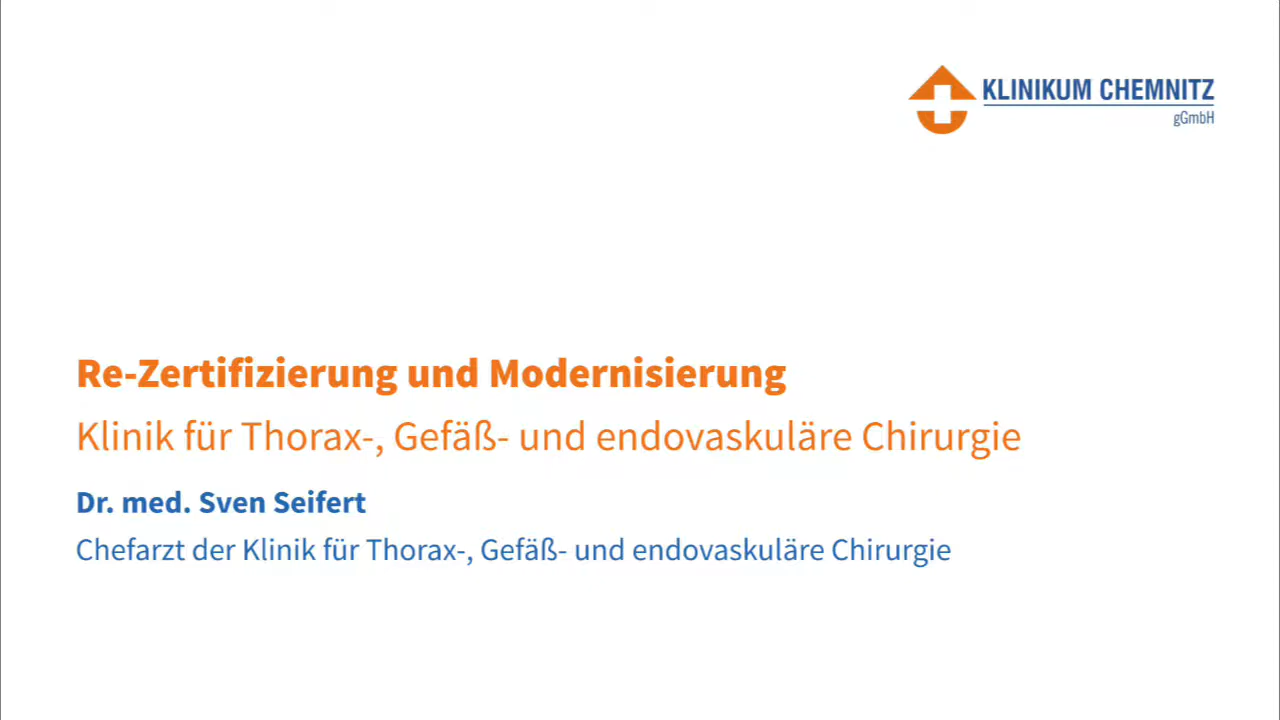 KLINIKUM CHEMNITZ
gGmbH
Re-Zertifizierung und Modernisierung
Klinik für Thorax-, Gefäß- und endovaskuläre Chirurgie
Dr. med. Sven Seifert
Chefarzt der Klinik für Thorax-, Gefäß- und endovaskuläre Chirurgie